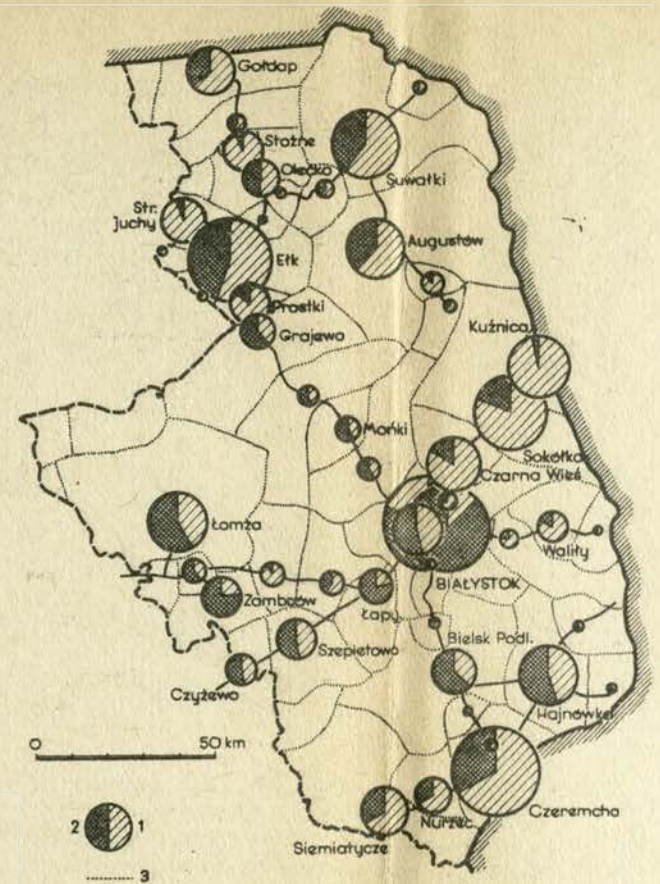 Gołdap
Stożne
Olecko
Suwałki
Str.
Juchy
Ełk
Augustów
Prostki
Grajewo
Kuźnica
Mońki
Sokółka
Czarna Wieś
Łomża
Waliły
BIAŁYSTOK
Zambrów
Łapy
Bielsk Podl.
Szepietowo
Czyżewo
Hajnówka
0 50 km
Czeremcha
Nurzec
Siemiatycze
2 1
3